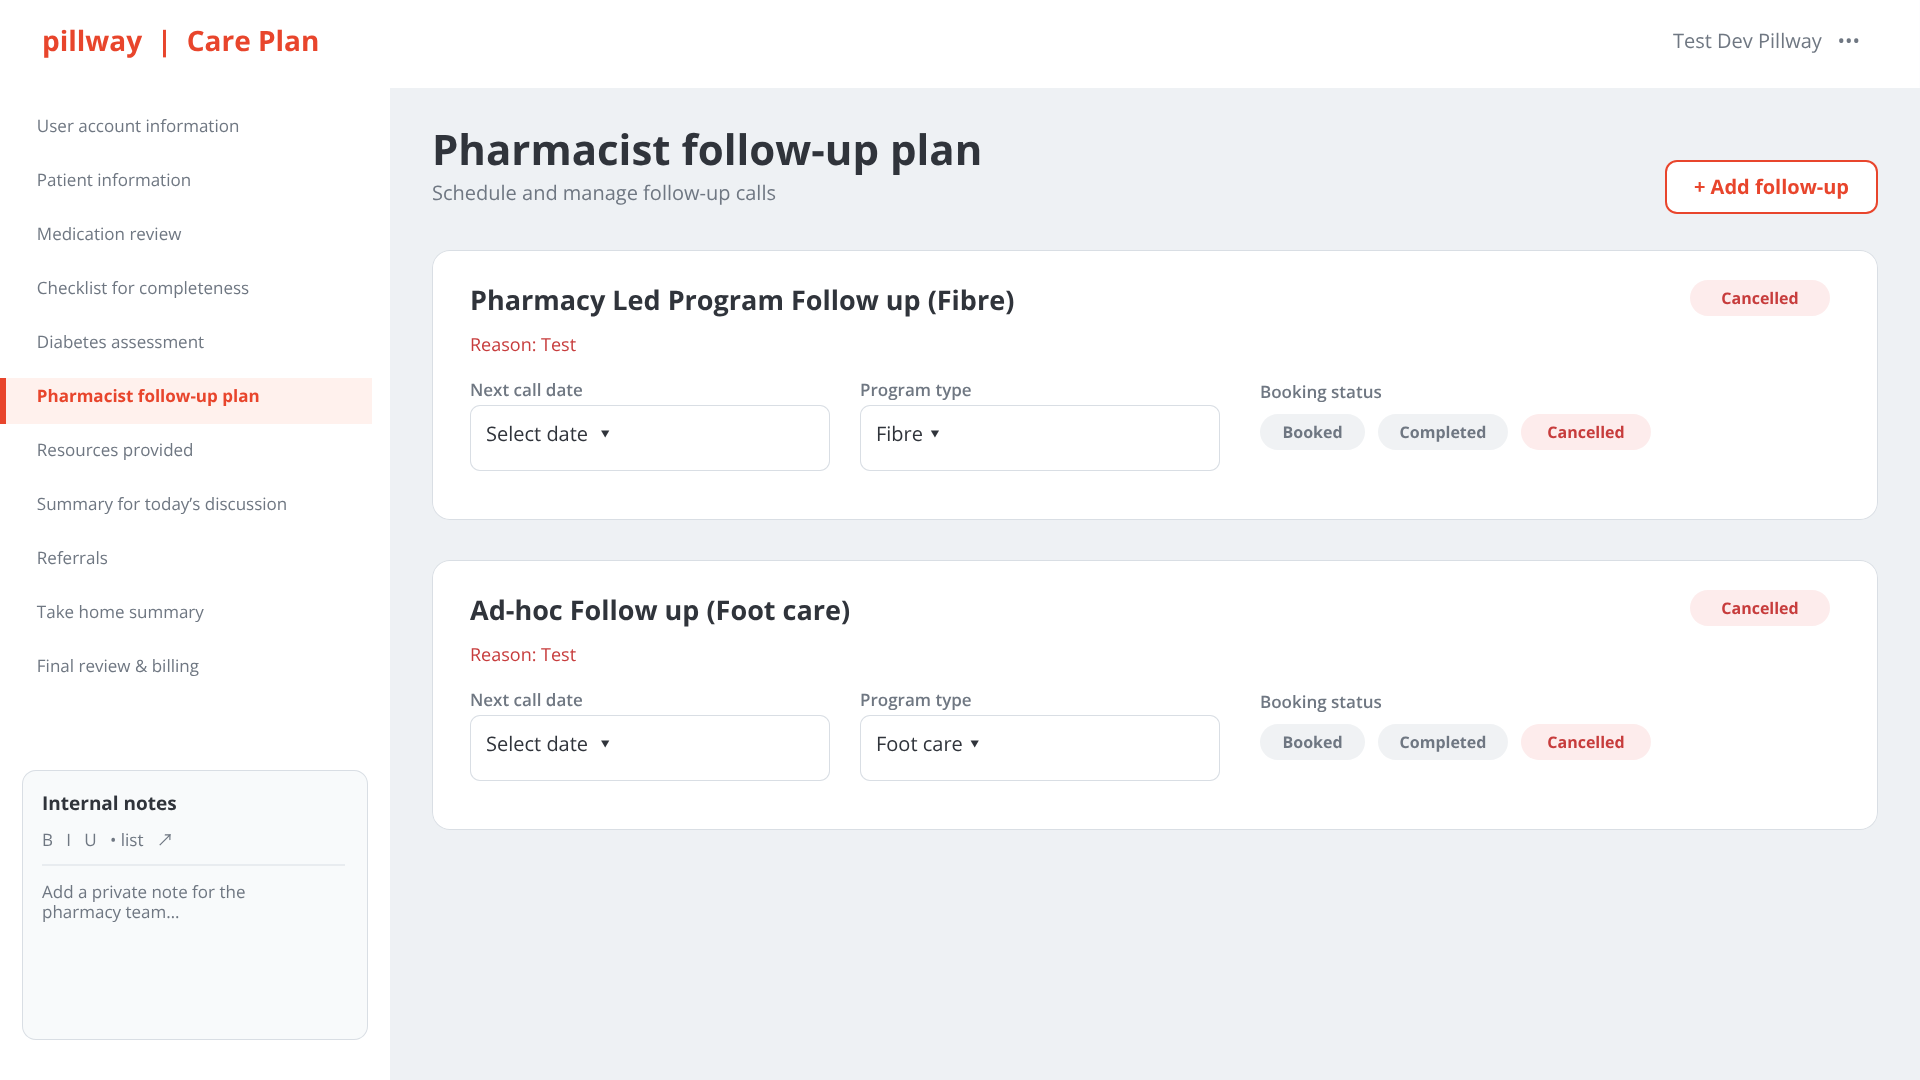 pillway | Care Plan
Test Dev Pillway •••
User account information
Patient information
Medication review
Checklist for completeness
Diabetes assessment
Pharmacist follow-up plan
Resources provided
Summary for today’s discussion
Referrals
Take home summary
Final review & billing
Internal notes
B I U • list ↗
Add a private note for the
pharmacy team...
Pharmacist follow-up plan
Schedule and manage follow-up calls
+ Add follow-up
Pharmacy Led Program Follow up (Fibre)
Cancelled
Reason: Test
Next call date
Program type
Booking status
Select date ▾
Fibre ▾
Booked
Completed
Cancelled
Ad-hoc Follow up (Foot care)
Cancelled
Reason: Test
Next call date
Program type
Booking status
Select date ▾
Foot care ▾
Booked
Completed
Cancelled